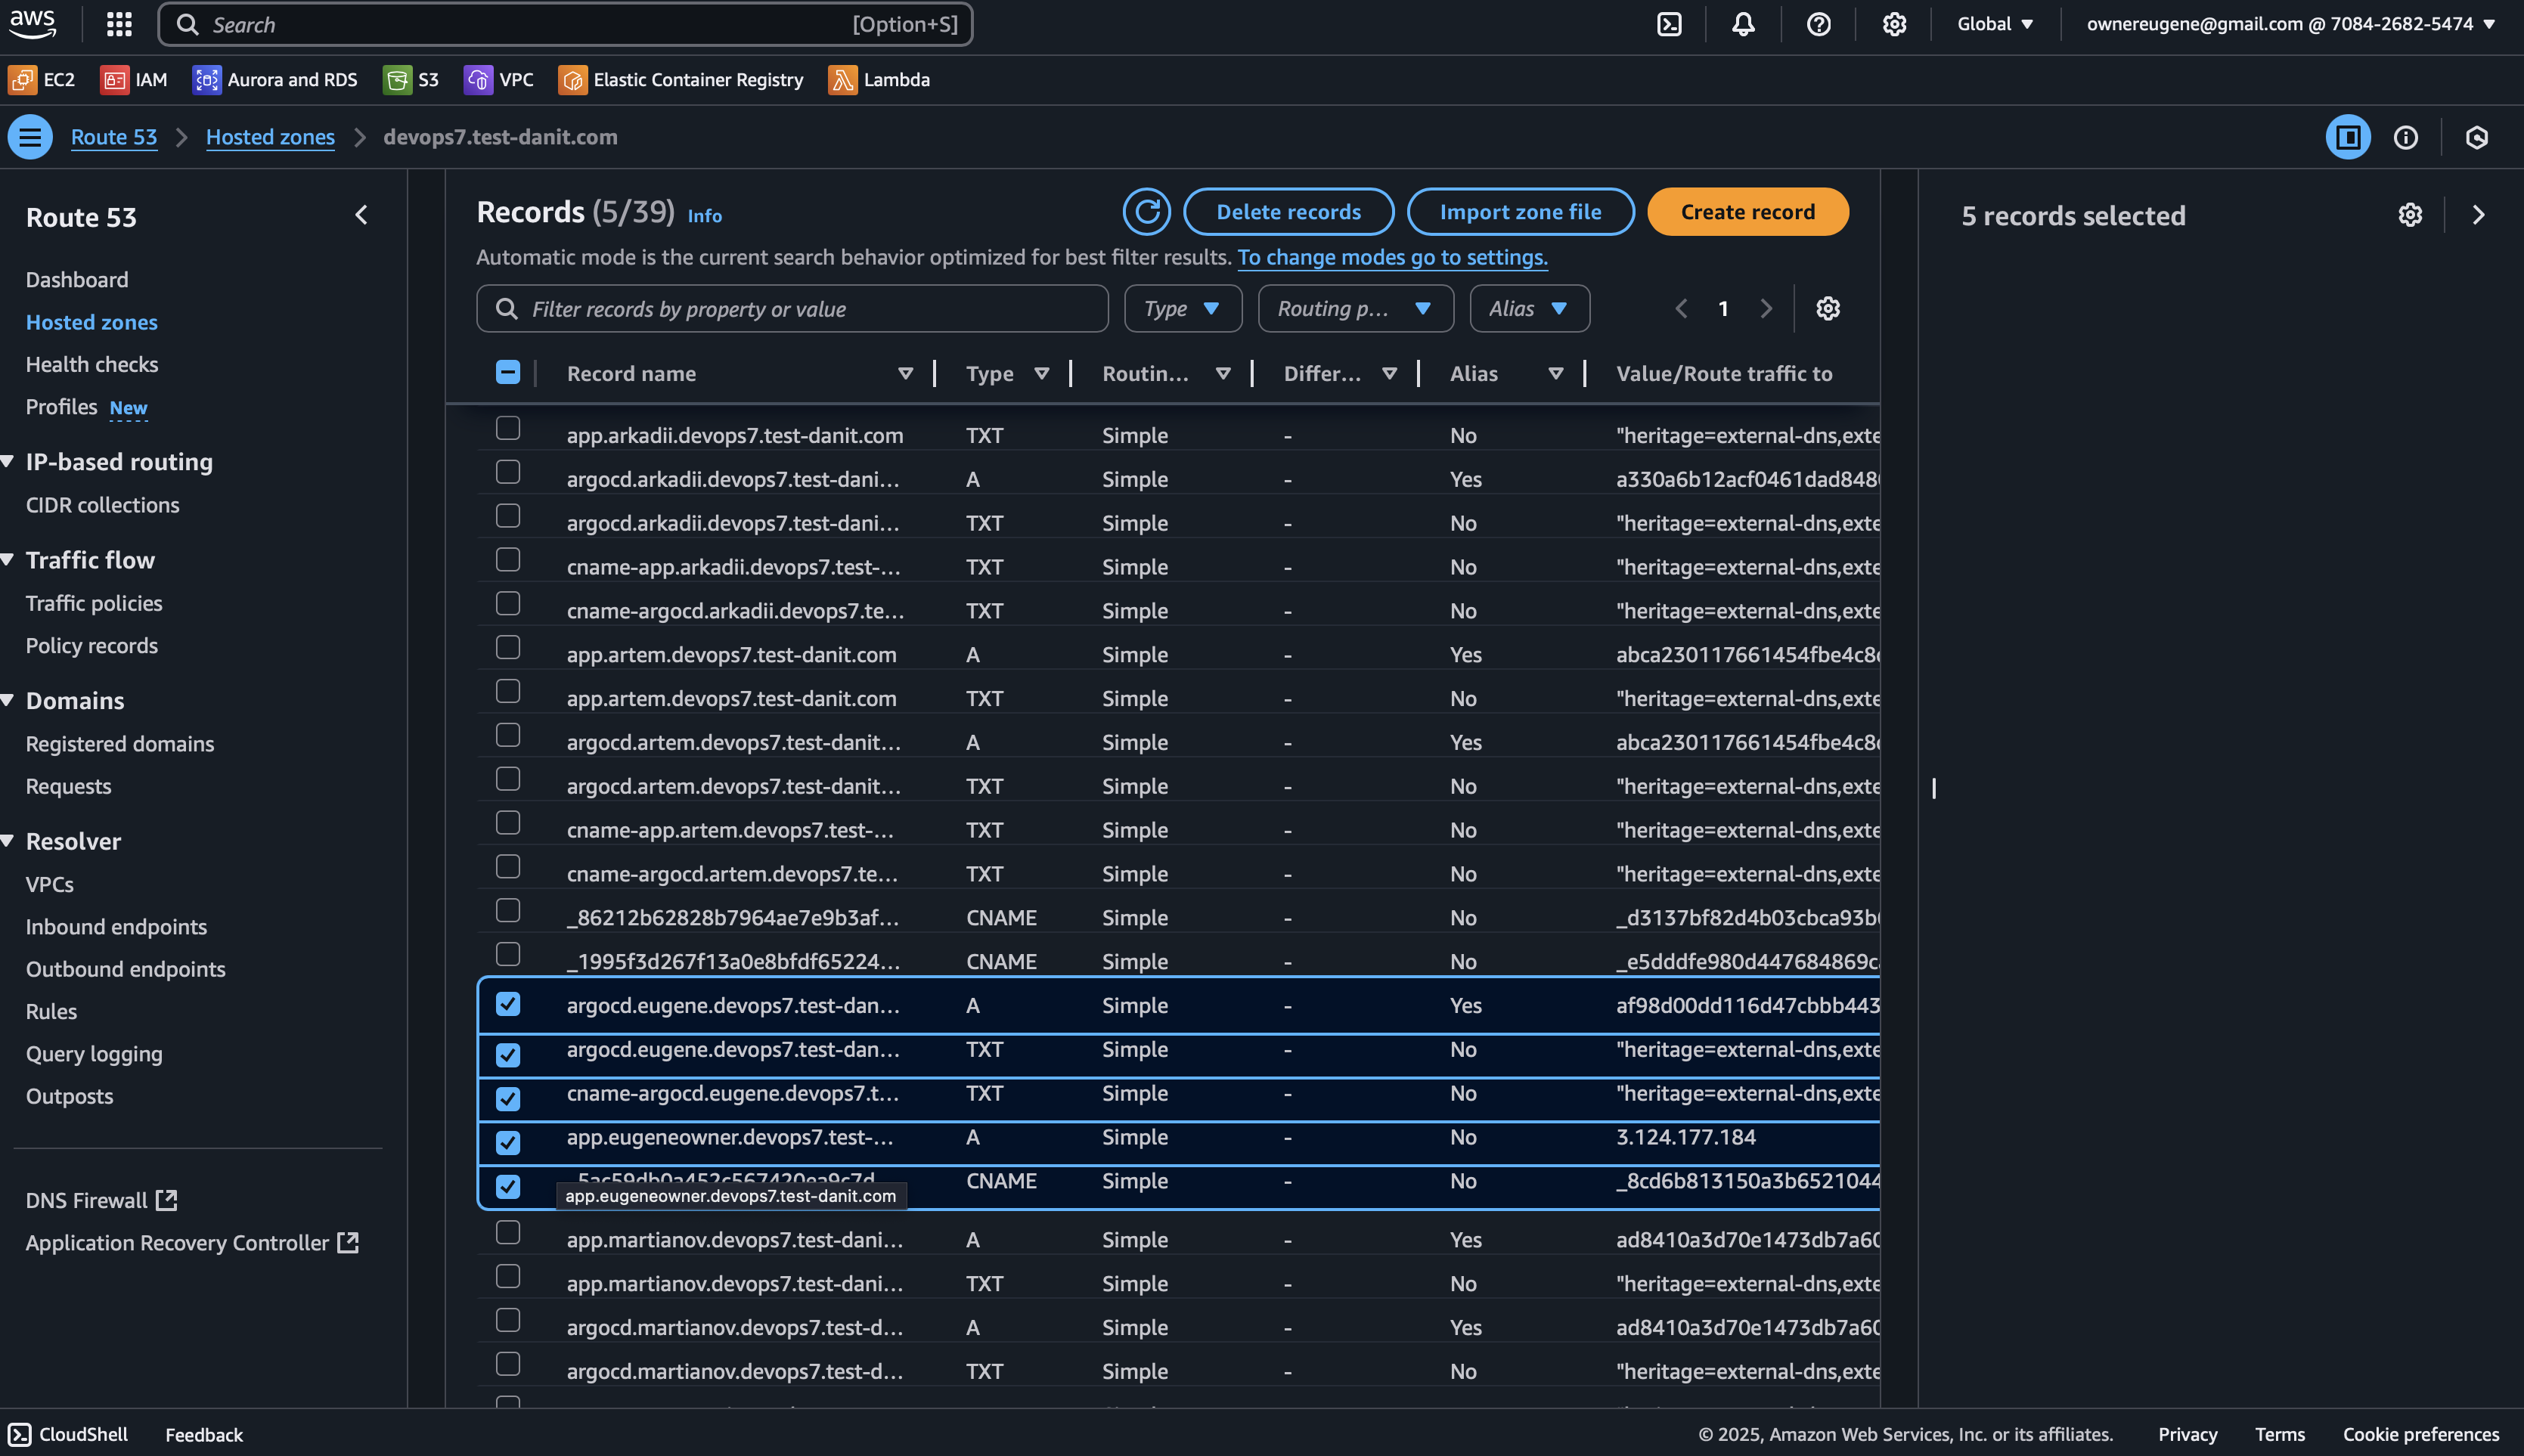 aws
Search [Option+S]
Global
ownereugene@gmail.com @ 7084-2682-5474
EC2 IAM Aurora and RDS S3 VPC Elastic Container Registry Lambda
Route 53 Hosted zones devops7.test-danit.com
Route 53
Dashboard
Hosted zones
Health checks
Profiles New
IP-based routing
CIDR collections
Traffic flow
Traffic policies
Policy records
Domains
Registered domains
Requests
Resolver
VPCs
Inbound endpoints
Outbound endpoints
Rules
Query logging
Outposts
DNS Firewall
Application Recovery Controller
Records (5/39) Info
Delete records Import zone file Create record
Automatic mode is the current search behavior optimized for best filter results. To change modes go to settings.
Filter records by property or value Type Routing p... Alias 1
Record name Type Routin... Differ... Alias Value/Route traffic to
app.arkadii.devops7.test-danit.com TXT Simple - No "heritage=external-dns,exte
argocd.arkadii.devops7.test-dani... A Simple - Yes a330a6b12acf0461dad848
argocd.arkadii.devops7.test-dani... TXT Simple - No "heritage=external-dns,exte
cname-app.arkadii.devops7.test-... TXT Simple - No "heritage=external-dns,exte
cname-argocd.arkadii.devops7.te... TXT Simple - No "heritage=external-dns,exte
app.artem.devops7.test-danit.com A Simple - Yes abca230117661454fbe4c8
app.artem.devops7.test-danit.com TXT Simple - No "heritage=external-dns,exte
argocd.artem.devops7.test-danit... A Simple - Yes abca230117661454fbe4c8
argocd.artem.devops7.test-danit... TXT Simple - No "heritage=external-dns,exte
cname-app.artem.devops7.test-... TXT Simple - No "heritage=external-dns,exte
cname-argocd.artem.devops7.te... TXT Simple - No "heritage=external-dns,exte
_86212b62828b7964ae7e9b3af... CNAME Simple - No _d3137bf82d4b03cbca93b
_1995f3d267f13a0e8bfdf65224... CNAME Simple - No _e5dddfe980d447684869c
argocd.eugene.devops7.test-dan... A Simple - Yes af98d00dd116d47cbbb443
argocd.eugene.devops7.test-dan... TXT Simple - No "heritage=external-dns,exte
cname-argocd.eugene.devops7.t... TXT Simple - No "heritage=external-dns,exte
app.eugeneowner.devops7.test-... A Simple - No 3.124.177.184
CNAME Simple - No _8cd6b813150a3b6521044
app.eugeneowner.devops7.test-danit.com
app.martianov.devops7.test-dani... A Simple - Yes ad8410a3d70e1473db7a60
app.martianov.devops7.test-dani... TXT Simple - No "heritage=external-dns,exte
argocd.martianov.devops7.test-d... A Simple - Yes ad8410a3d70e1473db7a60
argocd.martianov.devops7.test-d... TXT Simple - No "heritage=external-dns,exte
5 records selected
CloudShell Feedback
© 2025, Amazon Web Services, Inc. or its affiliates. Privacy Terms Cookie preferences